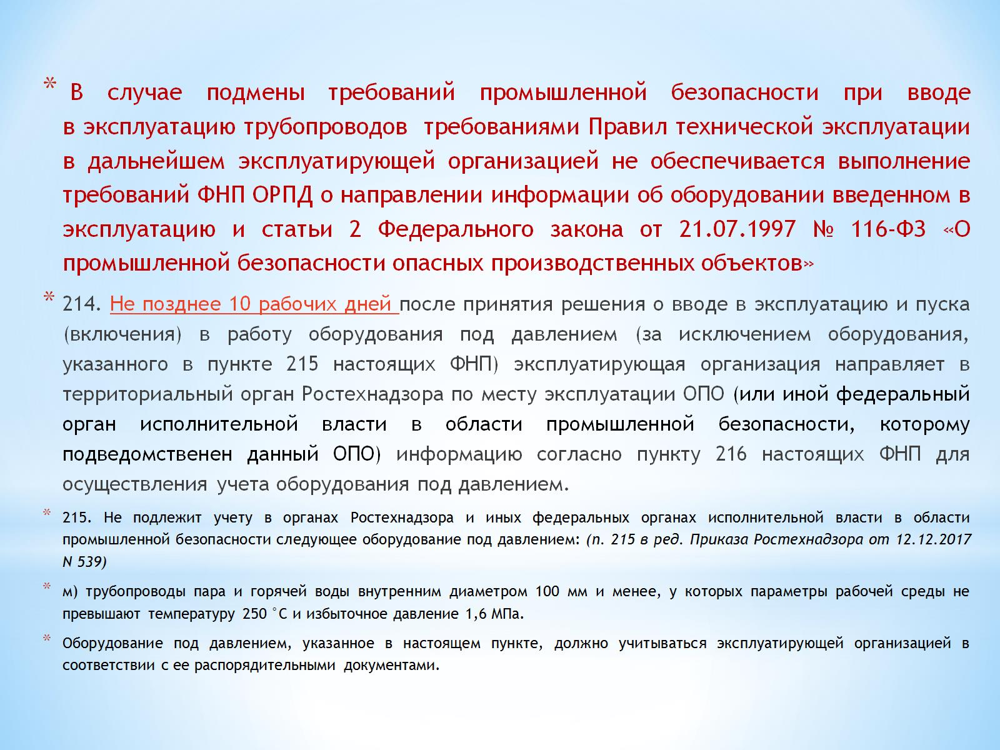 * В случае подмены требований промышленной безопасности при вводе
в эксплуатацию трубопроводов требованиями Правил технической эксплуатации
в дальнейшем эксплуатирующей организацией не обеспечивается выполнение
требований ФНП ОРПД о направлении информации об оборудовании введенном в
эксплуатацию и статьи 2 Федерального закона от 21.07.1997 № 116-ФЗ «О
промышленной безопасности опасных производственных объектов»
* 214. Не позднее 10 рабочих дней после принятия решения о вводе в эксплуатацию и пуска
(включения) в работу оборудования под давлением (за исключением оборудования,
указанного в пункте 215 настоящих ФНП) эксплуатирующая организация направляет в
территориальный орган Ростехнадзора по месту эксплуатации ОПО (или иной федеральный
орган исполнительной власти в области промышленной безопасности, которому
подведомственен данный ОПО) информацию согласно пункту 216 настоящих ФНП для
осуществления учета оборудования под давлением.
* 215. Не подлежит учету в органах Ростехнадзора и иных федеральных органах исполнительной власти в области
промышленной безопасности следующее оборудование под давлением: (п. 215 в ред. Приказа Ростехнадзора от 12.12.2017
N 539)
* м) трубопроводы пара и горячей воды внутренним диаметром 100 мм и менее, у которых параметры рабочей среды не
превышают температуру 250 °С и избыточное давление 1,6 МПа.
* Оборудование под давлением, указанное в настоящем пункте, должно учитываться эксплуатирующей организацией в
соответствии с ее распорядительными документами.